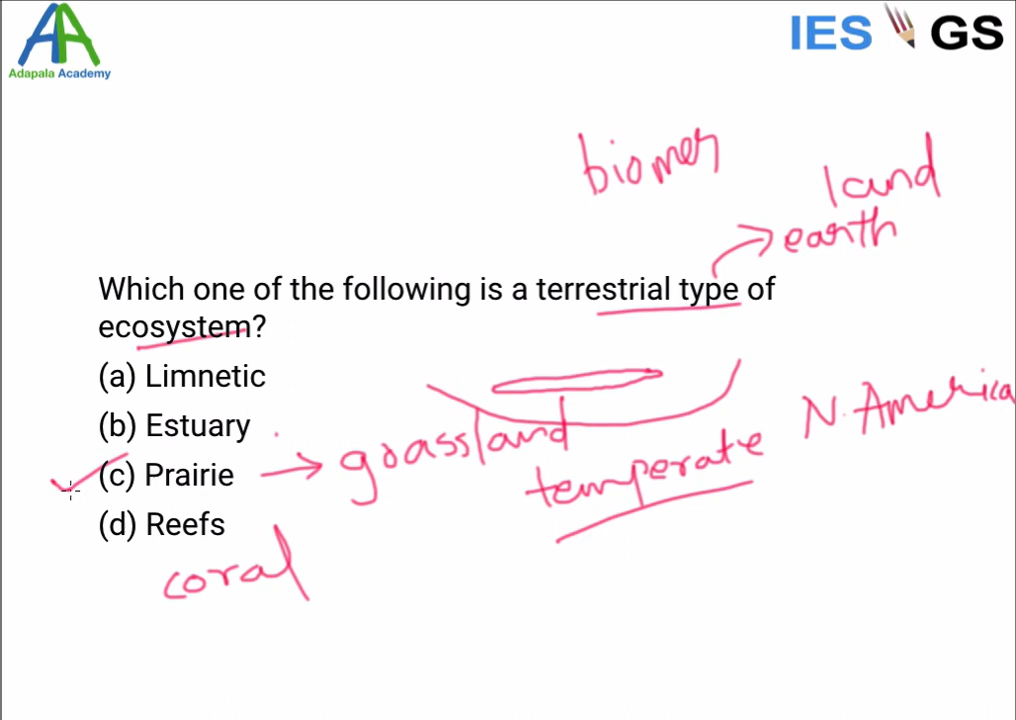 Adapala Academy
IES GS
biomes
land
earth
Which one of the following is a terrestrial type of
ecosystem?
(a) Limnetic
(b) Estuary
(c) Prairie
(d) Reefs
grassland
temperate
N. America
coral